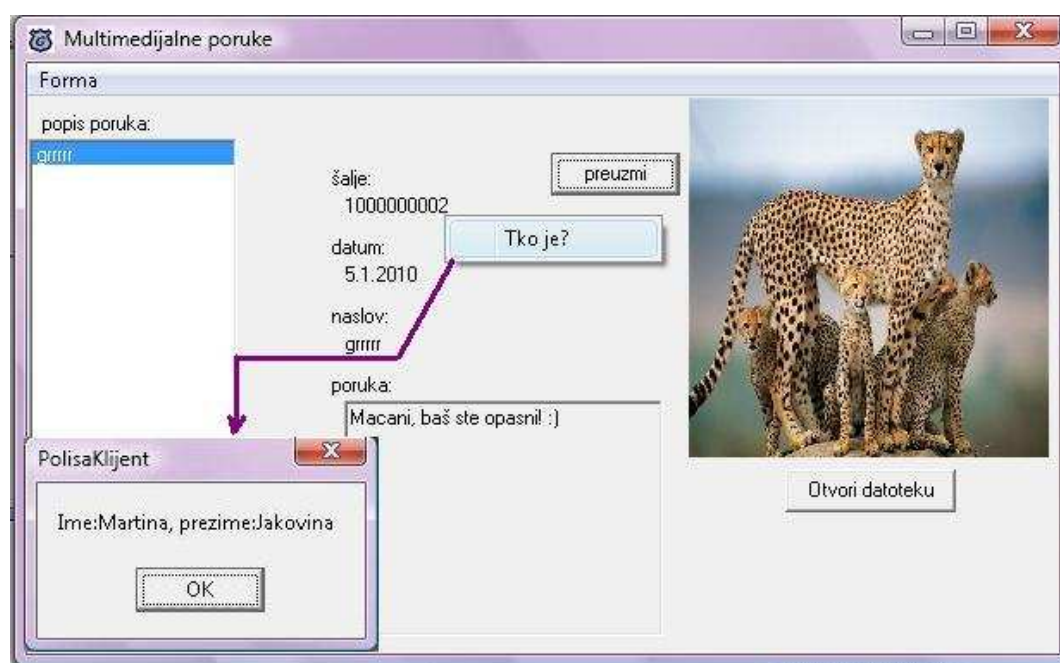 Multimedijalne poruke
Forma
popis poruka:
grrrrr
šalje:
1000000002
preuzmi
Tko je?
datum:
5.1.2010
naslov:
grrrrr
poruka:
Macani, baš ste opasni! :)
Otvori datoteku
PolisaKlijent
Ime:Martina, prezime:Jakovina
OK